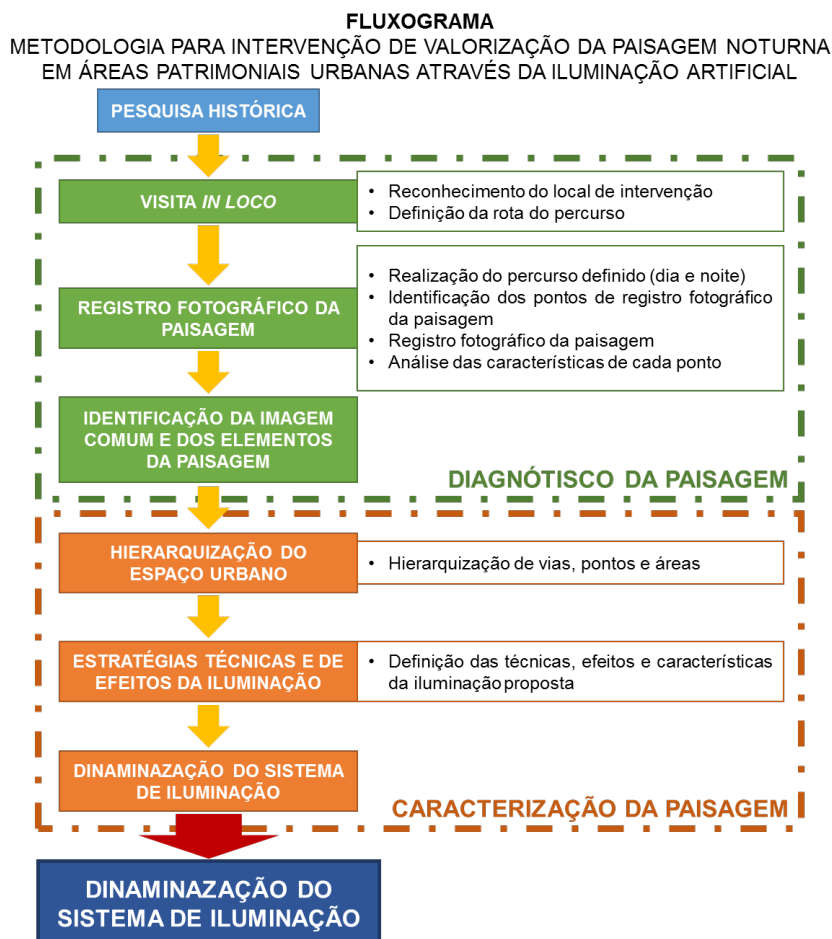 FLUXOGRAMA
METODOLOGIA PARA INTERVENÇÃO DE VALORIZAÇÃO DA PAISAGEM NOTURNA
EM ÁREAS PATRIMONIAIS URBANAS ATRAVÉS DA ILUMINAÇÃO ARTIFICIAL
PESQUISA HISTÓRICA
VISITA IN LOCO
• Reconhecimento do local de intervenção
• Definição da rota do percurso
REGISTRO FOTOGRÁFICO DA
PAISAGEM
• Realização do percurso definido (dia e noite)
• Identificação dos pontos de registro fotográfico
da paisagem
• Registro fotográfico da paisagem
• Análise das características de cada ponto
IDENTIFICAÇÃO DA IMAGEM
COMUM E DOS ELEMENTOS
DA PAISAGEM
DIAGNÓTISCO DA PAISAGEM
HIERARQUIZAÇÃO DO
ESPAÇO URBANO
• Hierarquização de vias, pontos e áreas
ESTRATÉGIAS TÉCNICAS E DE
EFEITOS DA ILUMINAÇÃO
• Definição das técnicas, efeitos e características
da iluminação proposta
DINAMINAZAÇÃO DO SISTEMA
DE ILUMINAÇÃO
CARACTERIZAÇÃO DA PAISAGEM
DINAMINAZAÇÃO DO
SISTEMA DE ILUMINAÇÃO